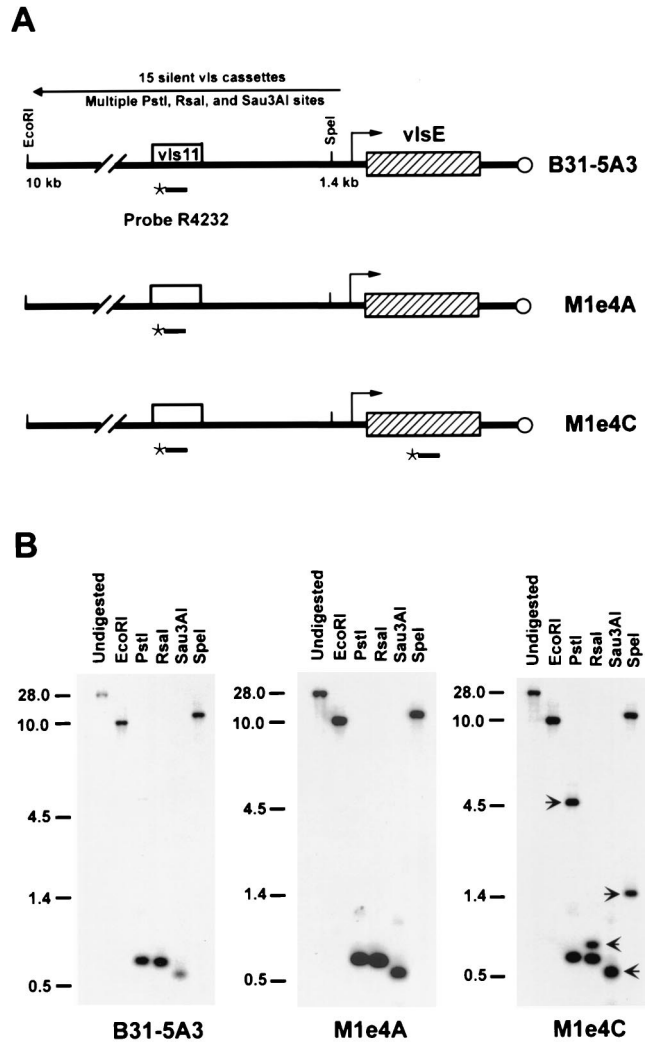 A
15 silent vls cassettes
Multiple PstI, RsaI, and Sau3AI sites
EcoRI
SpeI
vlsE
vls11
B31-5A3
10 kb
1.4 kb
Probe R4232
M1e4A
M1e4C
B
Undigested
EcoRI
PstI
RsaI
Sau3AI
SpeI
28.0
10.0
4.5
1.4
0.5
B31-5A3
Undigested
EcoRI
PstI
RsaI
Sau3AI
SpeI
28.0
10.0
4.5
1.4
0.5
M1e4A
Undigested
EcoRI
PstI
RsaI
Sau3AI
SpeI
28.0
10.0
4.5
1.4
0.5
M1e4C